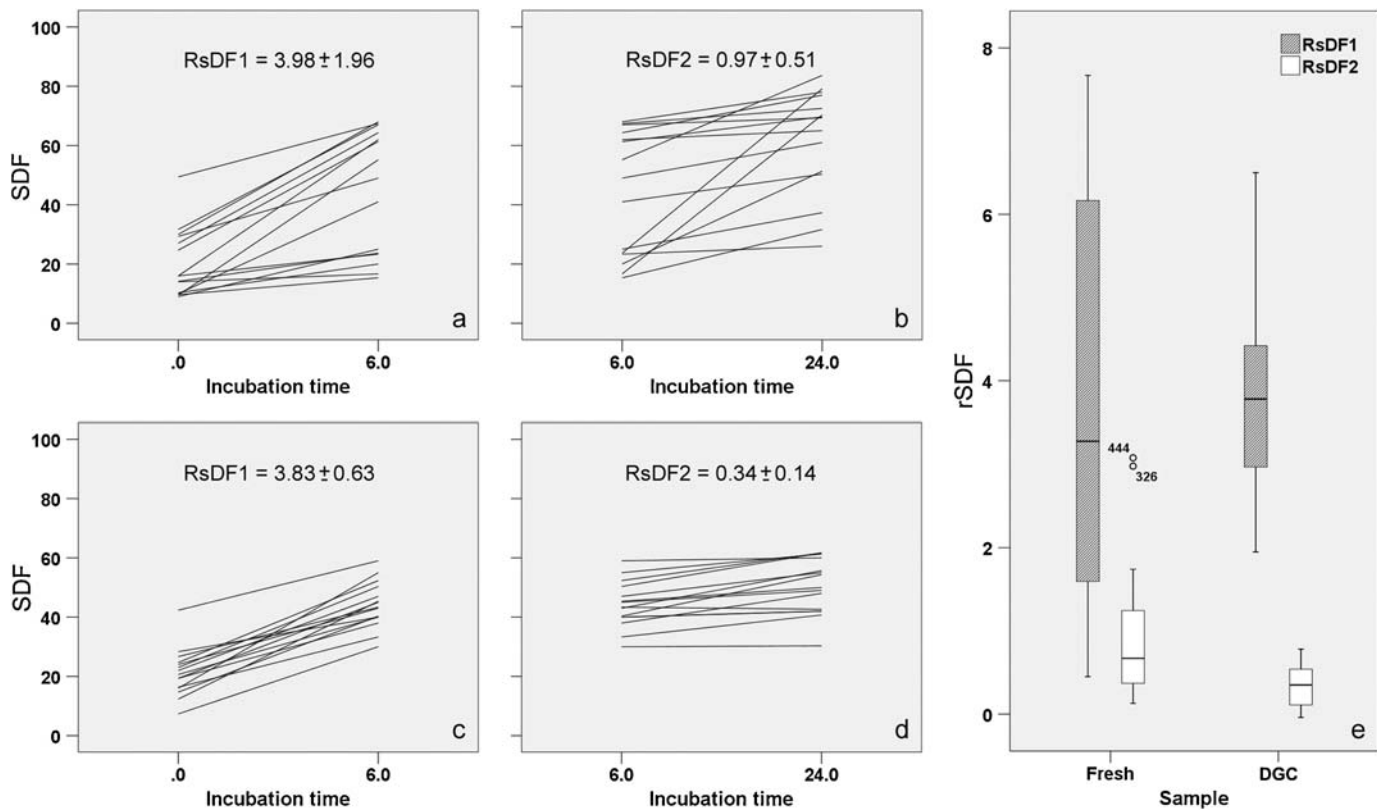 100
80
60
40
20
0
SDF
RsDF1 = 3.98 ± 1.96
a
.0
6.0
Incubation time
RsDF2 = 0.97 ± 0.51
b
6.0
24.0
Incubation time
100
80
60
40
20
0
SDF
RsDF1 = 3.83 ± 0.63
c
.0
6.0
Incubation time
RsDF2 = 0.34 ± 0.14
d
6.0
24.0
Incubation time
8
6
4
2
0
rSDF
RsDF1
RsDF2
444
326
e
Fresh
DGC
Sample